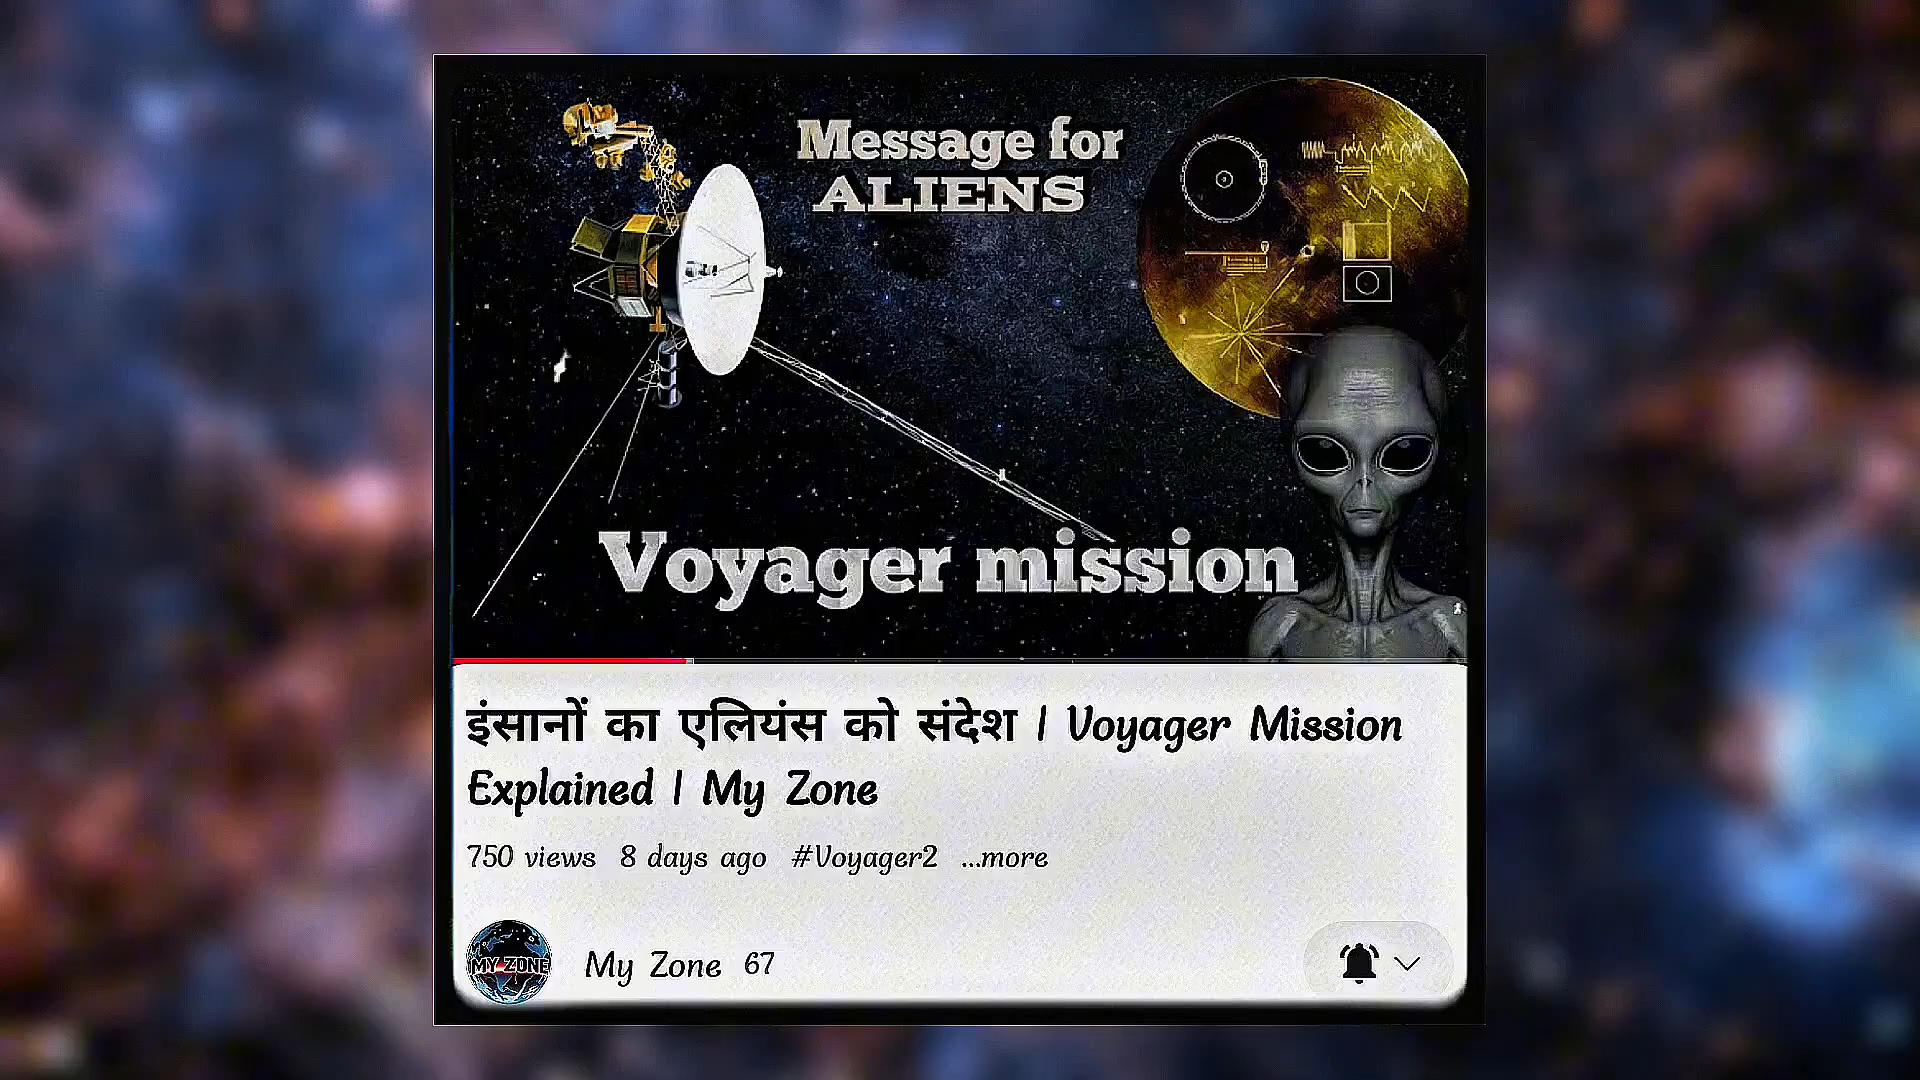 Message for
ALIENS
Voyager mission
इंसानों का एलियंस को संदेश | Voyager Mission
Explained | My Zone
750 views 8 days ago #Voyager2 ...more
MY ZONE
My Zone 67